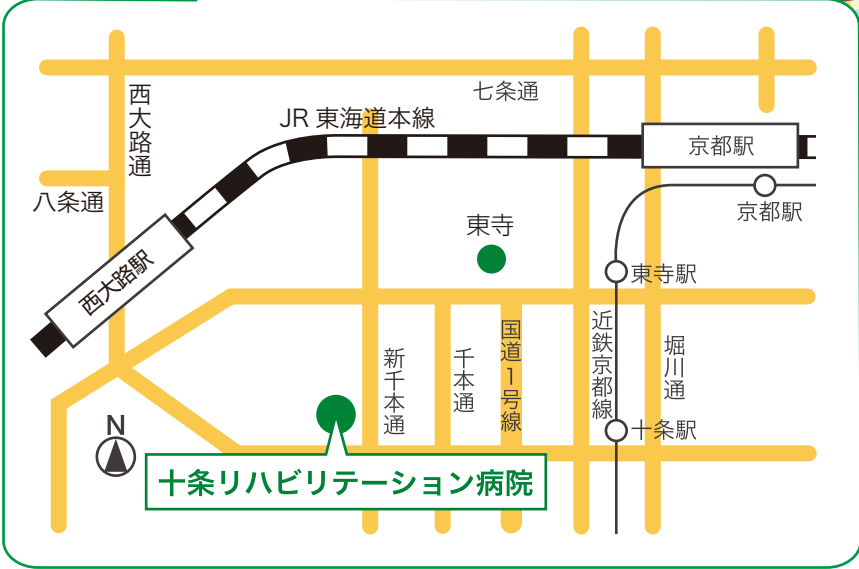 七条通
西大路通
JR 東海道本線
京都駅
八条通
京都駅
東寺
西大路駅
東寺駅
国道1号線
近鉄京都線
堀川通
新千本通
千本通
N
十条駅
十条リハビリテーション病院